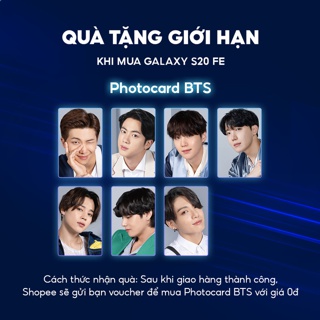 QUÀ TẶNG GIỚI HẠN
KHI MUA GALAXY S20 FE
Photocard BTS
Cách thức nhận quà: Sau khi giao hàng thành công,
Shopee sẽ gửi bạn voucher để mua Photocard BTS với giá 0đ